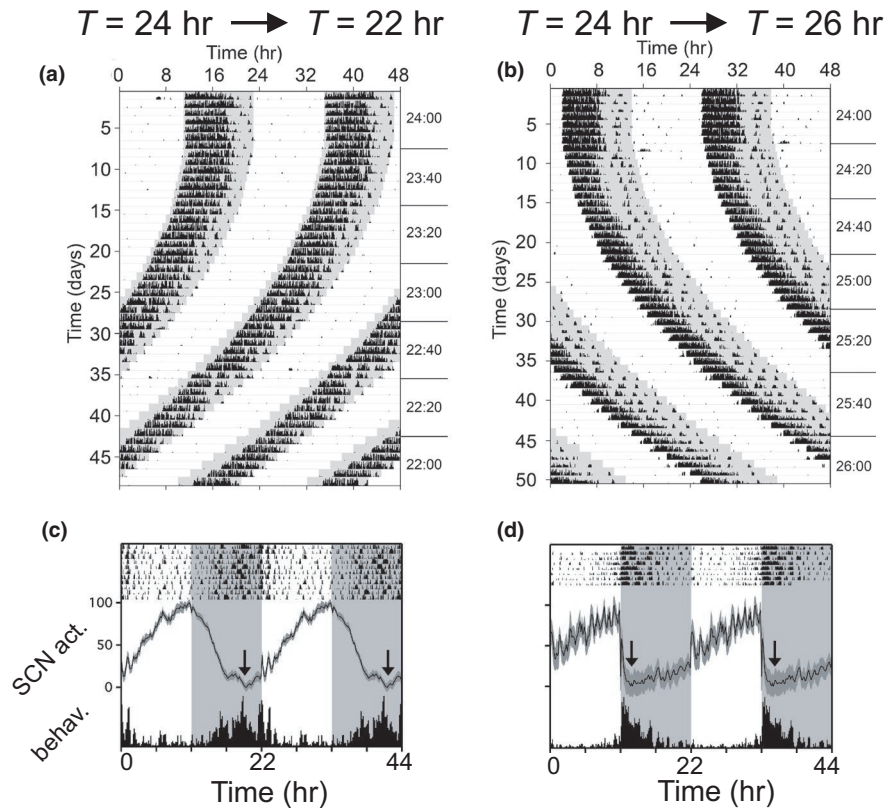 T = 24 hr → T = 22 hr
T = 24 hr → T = 26 hr
(a)
Time (hr)
0 8 16 24 32 40 48
Time (days)
5
10
15
20
25
30
35
40
45
24:00
23:40
23:20
23:00
22:40
22:20
22:00
(b)
Time (hr)
0 8 16 24 32 40 48
Time (days)
5
10
15
20
25
30
35
40
45
50
24:00
24:20
24:40
25:00
25:20
25:40
26:00
(c)
100
50
0
SCN act.
behav.
0 22 44
Time (hr)
(d)
0 22 44
Time (hr)